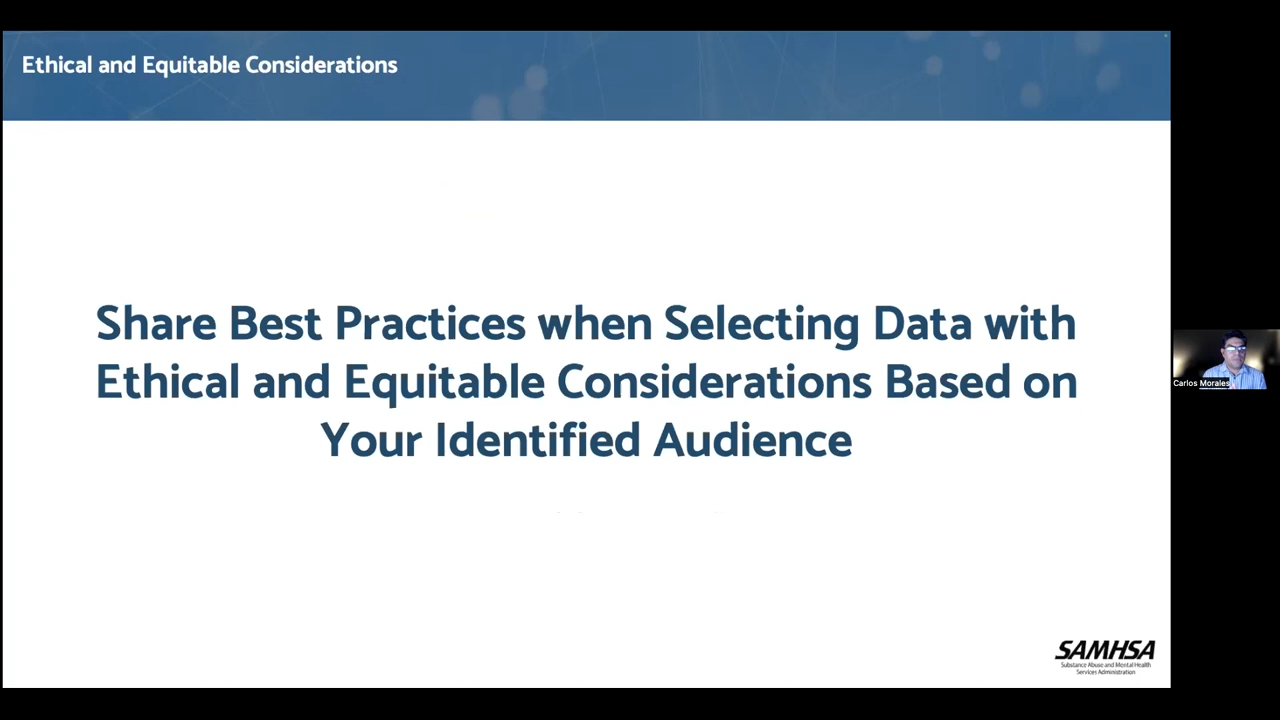 Ethical and Equitable Considerations
Share Best Practices when Selecting Data with
Ethical and Equitable Considerations Based on
Your Identified Audience
Carlos Morales
SAMHSA
Substance Abuse and Mental Health
Services Administration